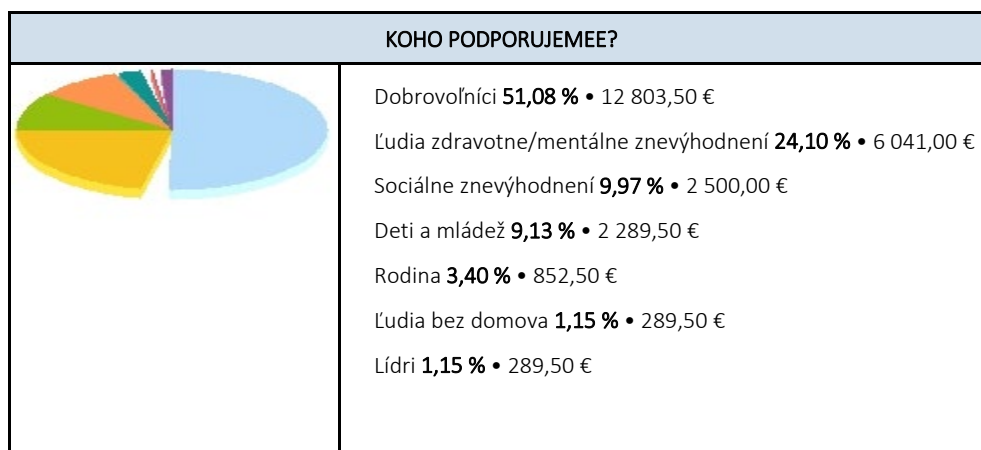 KOHO PODPORUJEMEE?
Dobrovoľníci 51,08 % • 12 803,50 €
Ľudia zdravotne/mentálne znevýhodnení 24,10 % • 6 041,00 €
Sociálne znevýhodnení 9,97 % • 2 500,00 €
Deti a mládež 9,13 % • 2 289,50 €
Rodina 3,40 % • 852,50 €
Ľudia bez domova 1,15 % • 289,50 €
Lídri 1,15 % • 289,50 €